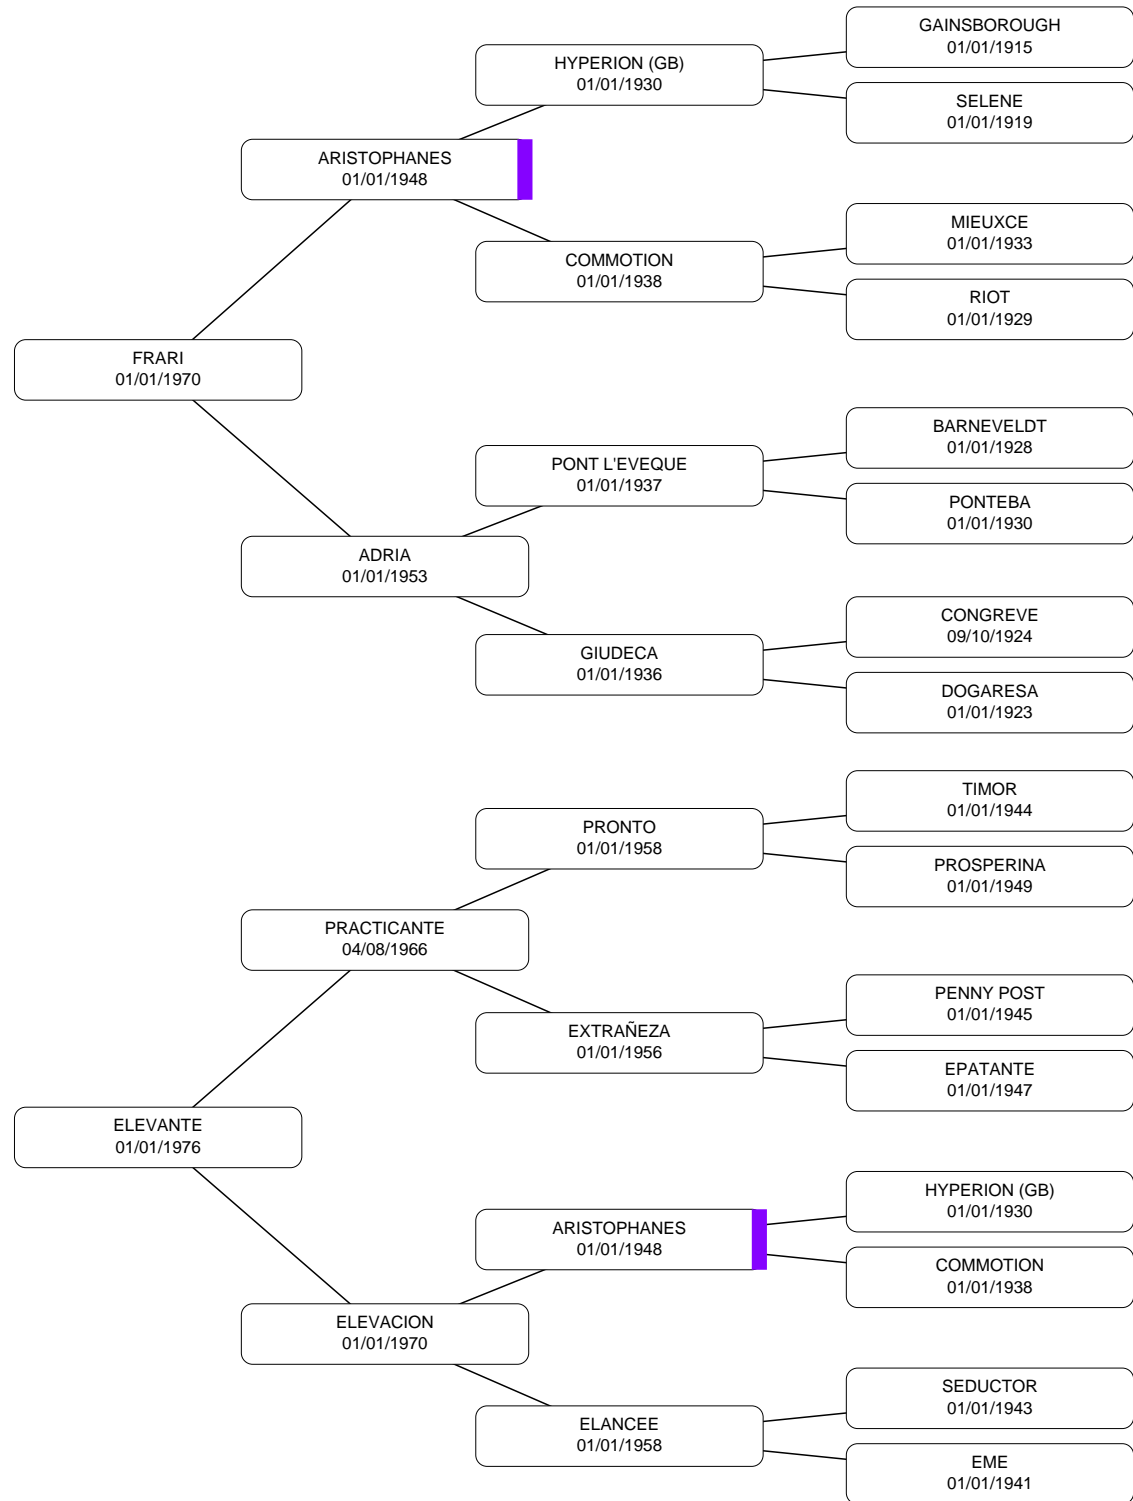 GAINSBOROUGH
01/01/1915
HYPERION (GB)
01/01/1930
SELENE
01/01/1919
ARISTOPHANES
01/01/1948
MIEUXCE
01/01/1933
COMMOTION
01/01/1938
RIOT
01/01/1929
FRARI
01/01/1970
BARNEVELDT
01/01/1928
PONT L'EVEQUE
01/01/1937
PONTEBA
01/01/1930
ADRIA
01/01/1953
CONGREVE
09/10/1924
GIUDECA
01/01/1936
DOGARESA
01/01/1923
TIMOR
01/01/1944
PRONTO
01/01/1958
PROSPERINA
01/01/1949
PRACTICANTE
04/08/1966
PENNY POST
01/01/1945
EXTRAÑEZA
01/01/1956
EPATANTE
01/01/1947
ELEVANTE
01/01/1976
HYPERION (GB)
01/01/1930
ARISTOPHANES
01/01/1948
COMMOTION
01/01/1938
ELEVACION
01/01/1970
SEDUCTOR
01/01/1943
ELANCEE
01/01/1958
EME
01/01/1941